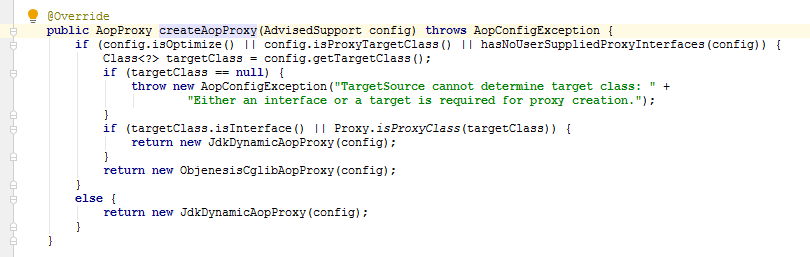 @Override
public AopProxy createAopProxy(AdvisedSupport config) throws AopConfigException {
if (config.isOptimize() || config.isProxyTargetClass() || hasNoUserSuppliedProxyInterfaces(config)) {
Class<?> targetClass = config.getTargetClass();
if (targetClass == null) {
throw new AopConfigException("TargetSource cannot determine target class: " +
"Either an interface or a target is required for proxy creation.");
}
if (targetClass.isInterface() || Proxy.isProxyClass(targetClass)) {
return new JdkDynamicAopProxy(config);
}
return new ObjenesisCglibAopProxy(config);
}
else {
return new JdkDynamicAopProxy(config);
}
}